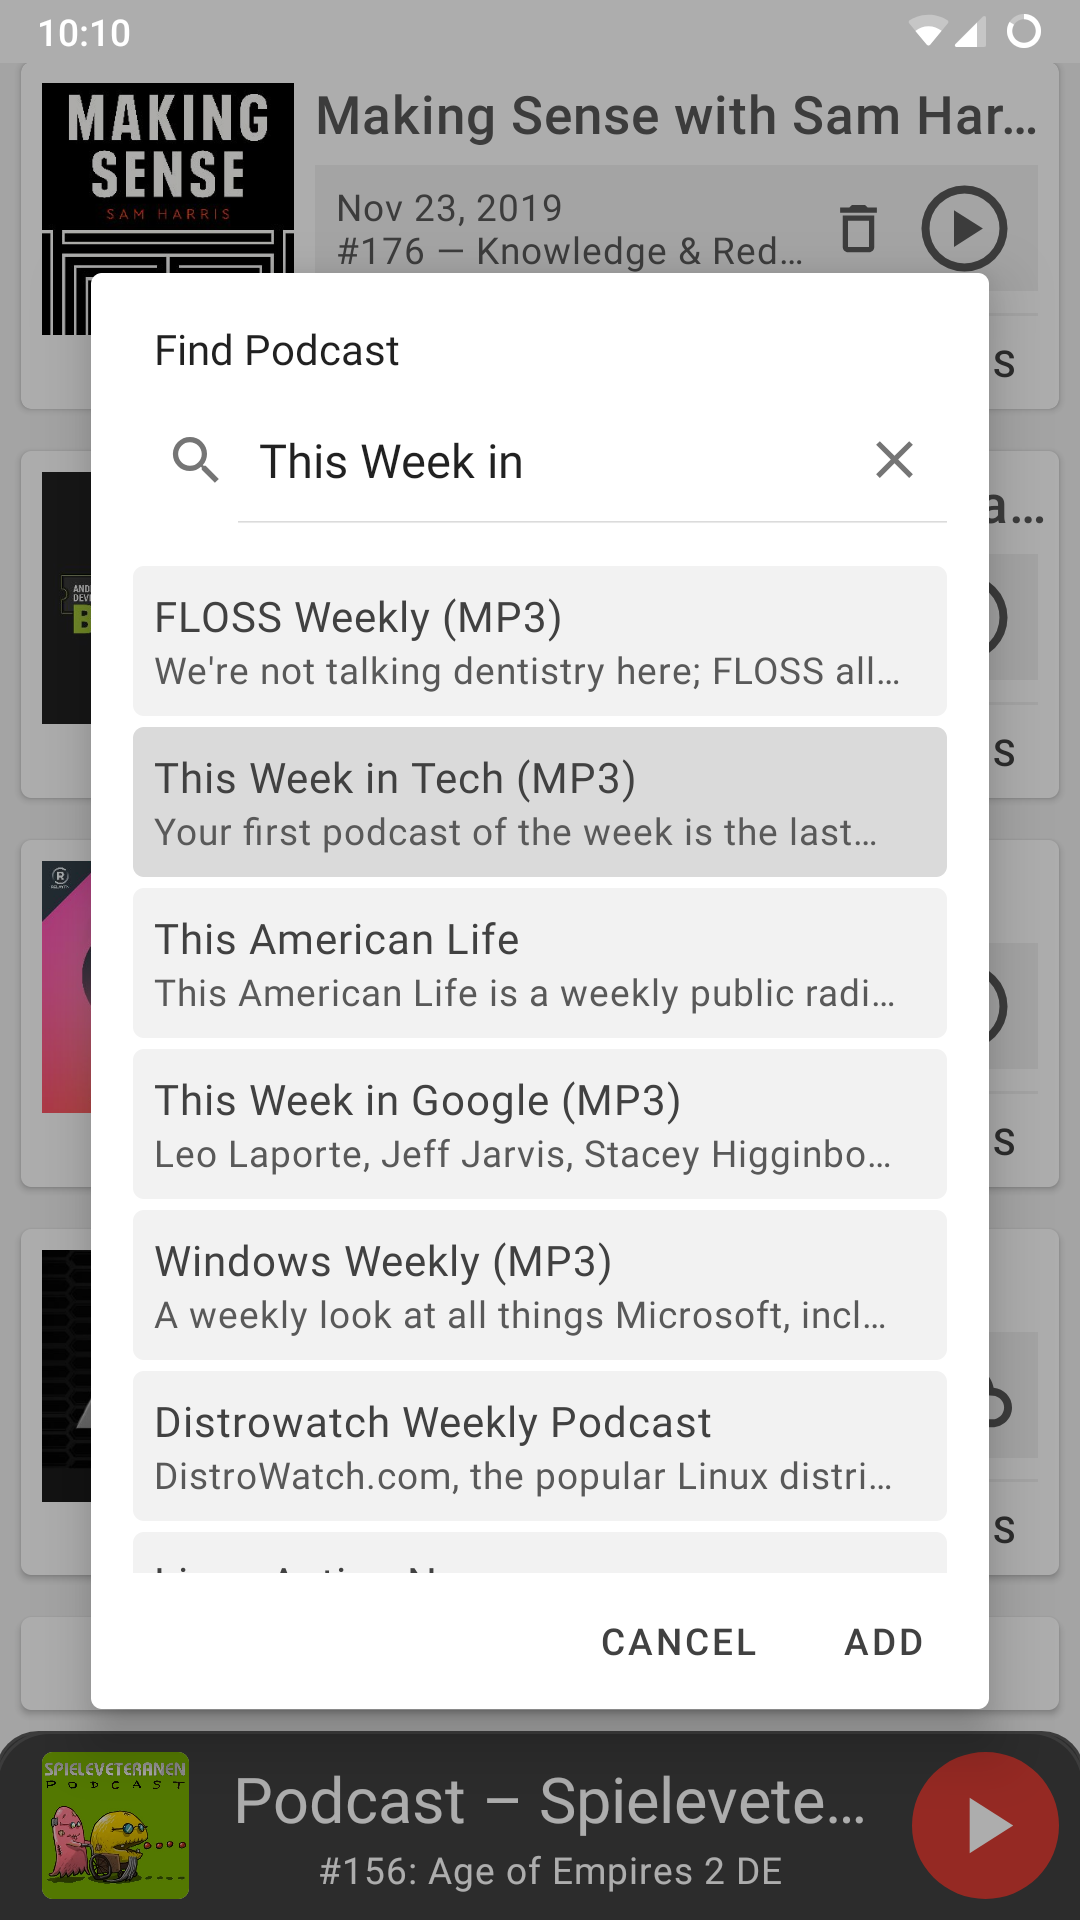 10:10
MAKING
SENSE
SAM HARRIS
Making Sense with Sam Har...
Nov 23, 2019
#176 — Knowledge & Red...
s
Find Podcast
This Week in
a...
FLOSS Weekly (MP3)
We're not talking dentistry here; FLOSS all...
s
This Week in Tech (MP3)
Your first podcast of the week is the last...
This American Life
This American Life is a weekly public radi...
This Week in Google (MP3)
Leo Laporte, Jeff Jarvis, Stacey Higginbo...
s
Windows Weekly (MP3)
A weekly look at all things Microsoft, incl...
Distrowatch Weekly Podcast
DistroWatch.com, the popular Linux distri...
s
CANCEL ADD
SPIELEVETERANEN
PODCAST
Podcast – Spielevete...
#156: Age of Empires 2 DE